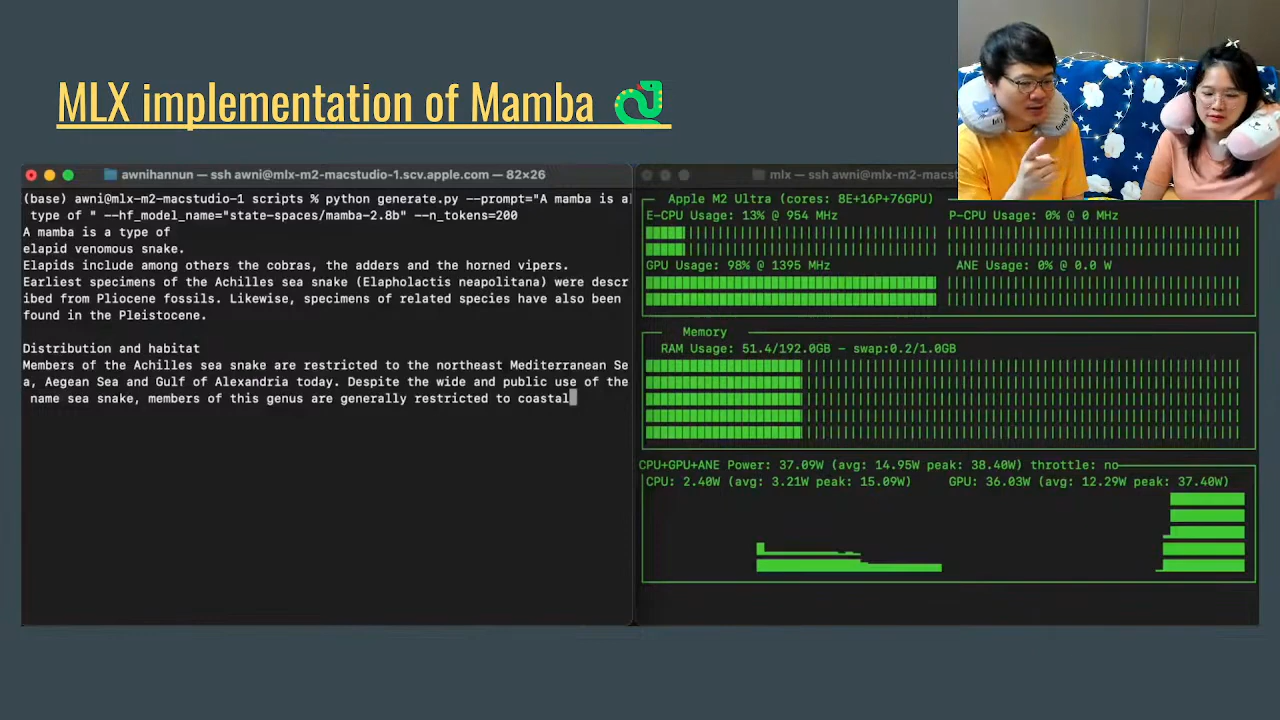 MLX implementation of Mamba
awnihannun — ssh awni@mlx-m2-macstudio-1.scv.apple.com — 82×26
(base) awni@mlx-m2-macstudio-1 scripts % python generate.py --prompt="A mamba is a
type of " --hf_model_name="state-spaces/mamba-2.8b" --n_tokens=200
A mamba is a type of
elapid venomous snake.
Elapids include among others the cobras, the adders and the horned vipers.
Earliest specimens of the Achilles sea snake (Elapholactis neapolitana) were descr
ibed from Pliocene fossils. Likewise, specimens of related species have also been
found in the Pleistocene.
Distribution and habitat
Members of the Achilles sea snake are restricted to the northeast Mediterranean Se
a, Aegean Sea and Gulf of Alexandria today. Despite the wide and public use of the
name sea snake, members of this genus are generally restricted to coastal
mlx — ssh awni@mlx-m2-macst
Apple M2 Ultra (cores: 8E+16P+76GPU)
E-CPU Usage: 13% @ 954 MHz P-CPU Usage: 0% @ 0 MHz
GPU Usage: 98% @ 1395 MHz ANE Usage: 0% @ 0.0 W
Memory
RAM Usage: 51.4/192.0GB - swap:0.2/1.0GB
CPU+GPU+ANE Power: 37.09W (avg: 14.95W peak: 38.40W) throttle: no
CPU: 2.40W (avg: 3.21W peak: 15.09W) GPU: 36.03W (avg: 12.29W peak: 37.40W)